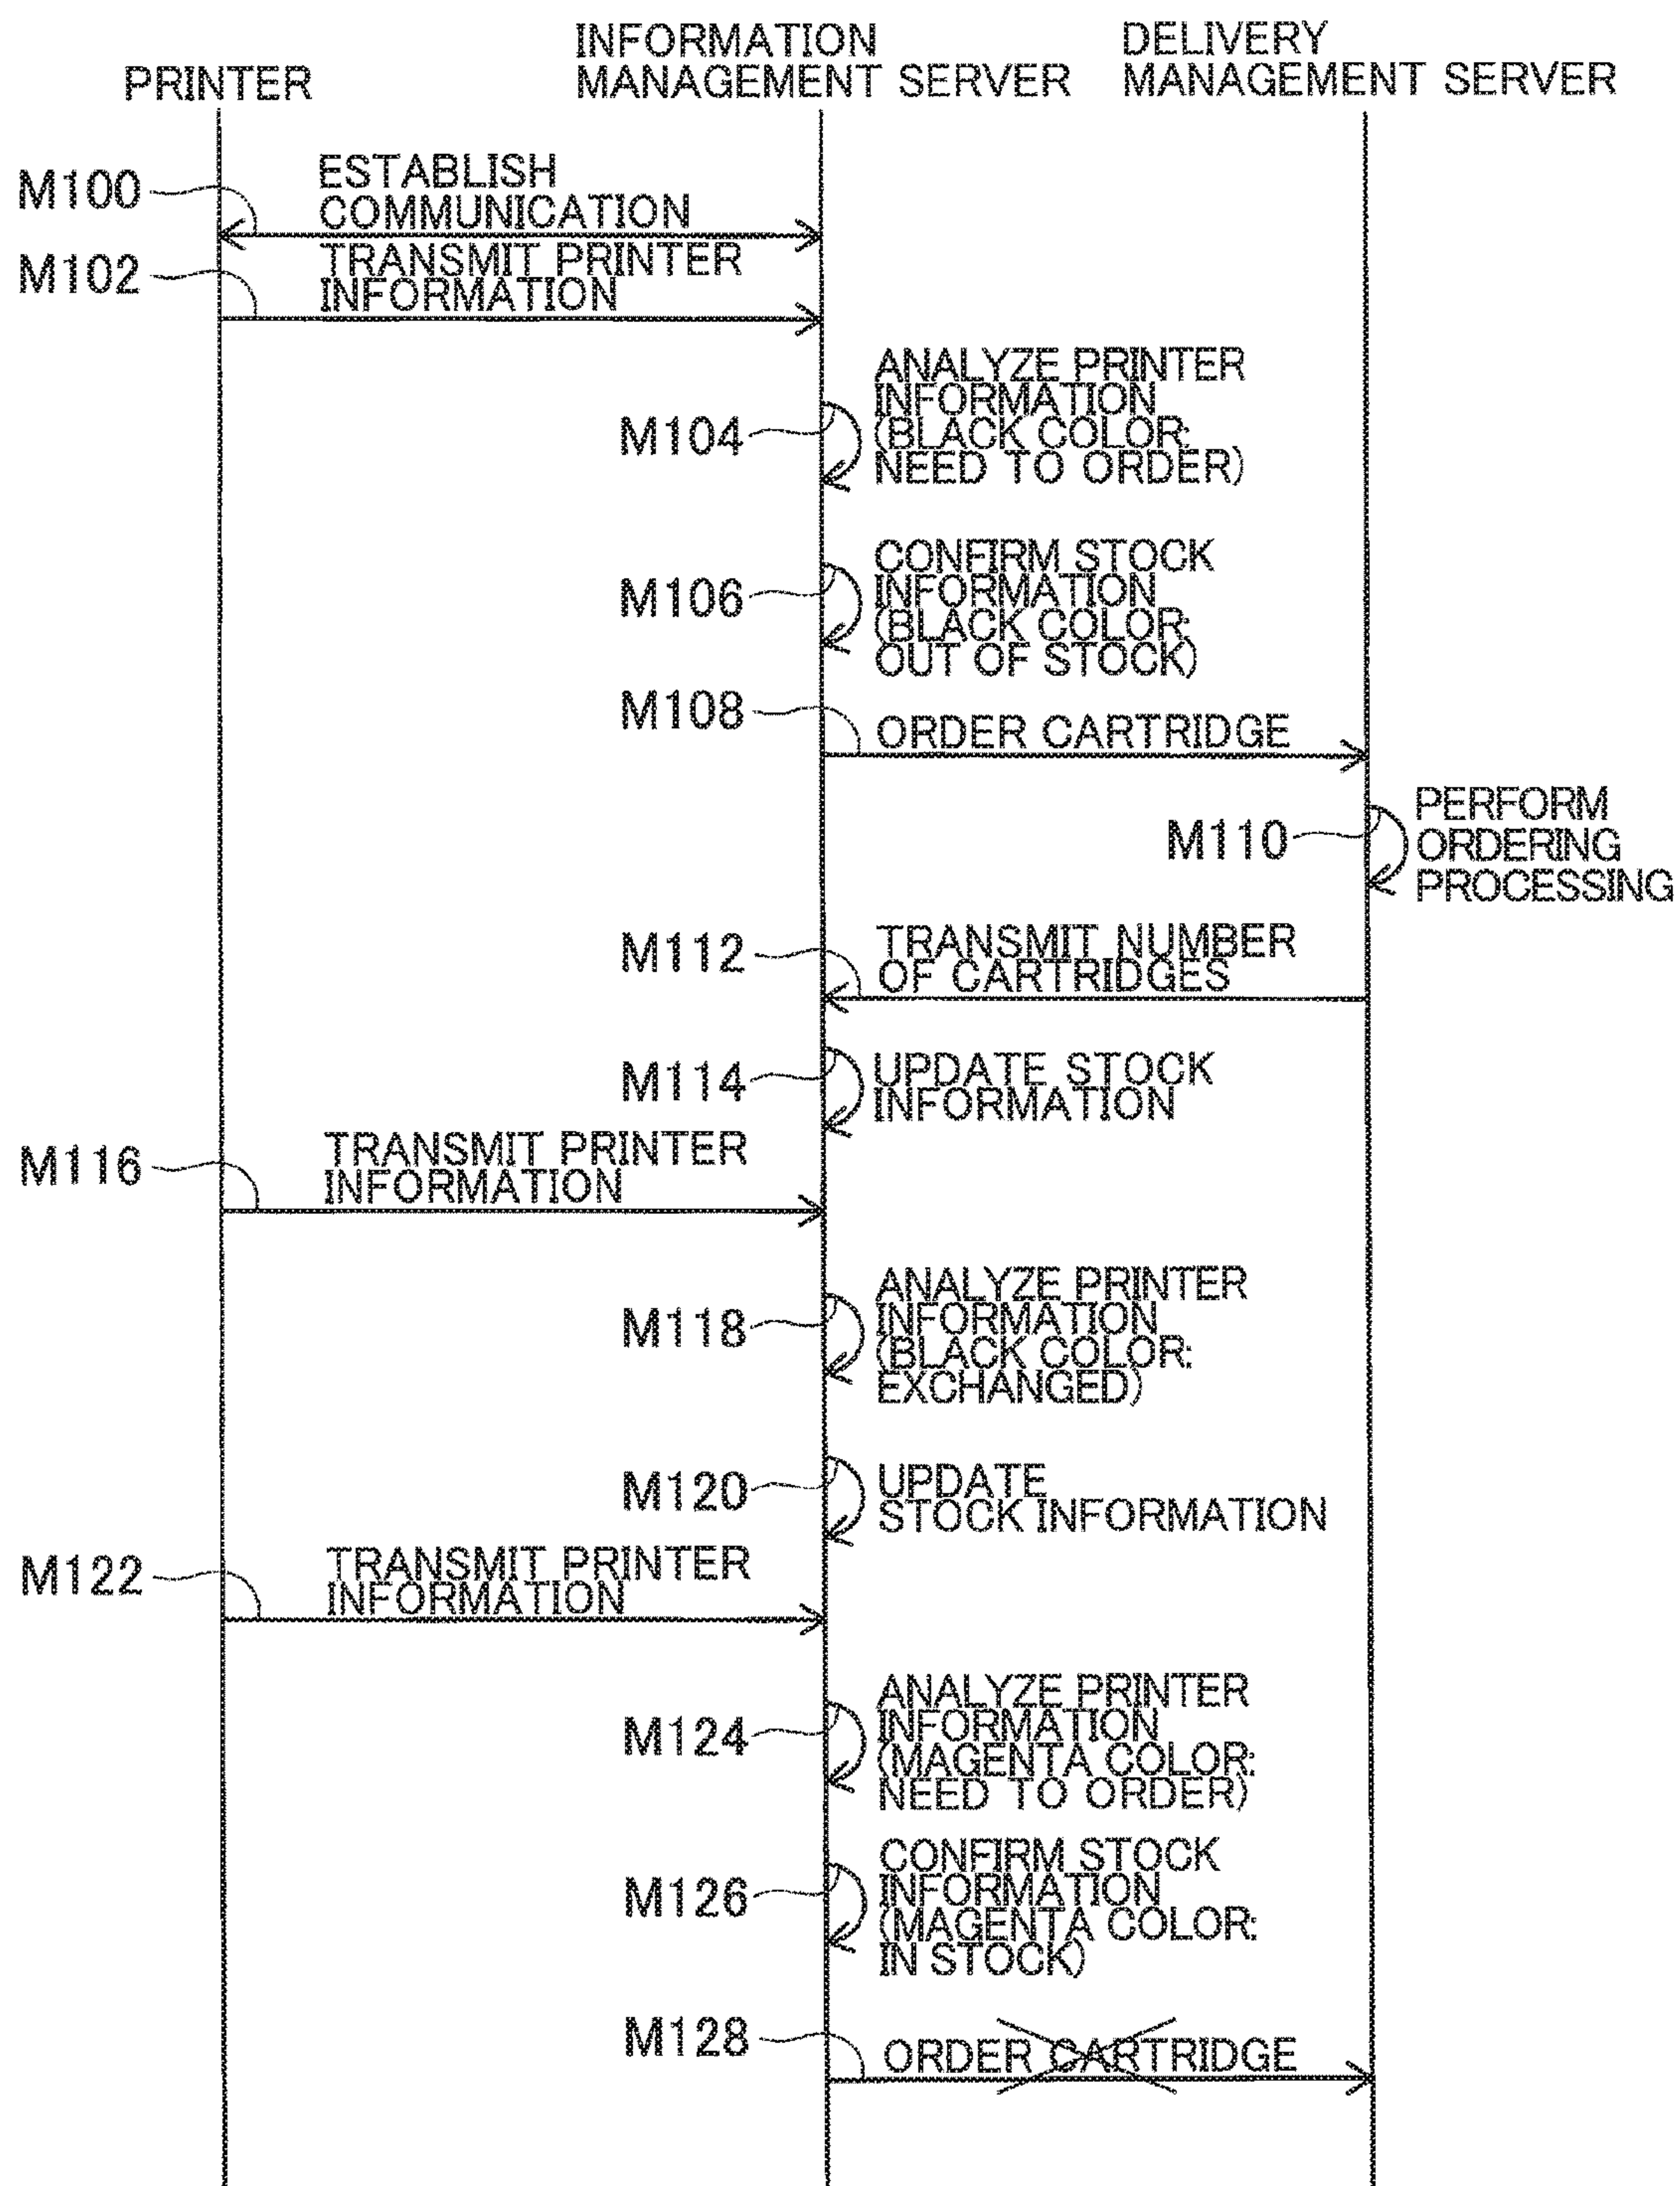 PRINTER
INFORMATION
MANAGEMENT SERVER
DELIVERY
MANAGEMENT SERVER
M100
ESTABLISH
COMMUNICATION
M102
TRANSMIT PRINTER
INFORMATION
M104
ANALYZE PRINTER
INFORMATION
(BLACK COLOR:
NEED TO ORDER)
M106
CONFIRM STOCK
INFORMATION
(BLACK COLOR:
OUT OF STOCK)
M108
ORDER CARTRIDGE
M110
PERFORM
ORDERING
PROCESSING
M112
TRANSMIT NUMBER
OF CARTRIDGES
M114
UPDATE STOCK
INFORMATION
M116
TRANSMIT PRINTER
INFORMATION
M118
ANALYZE PRINTER
INFORMATION
(BLACK COLOR:
EXCHANGED)
M120
UPDATE
STOCK INFORMATION
M122
TRANSMIT PRINTER
INFORMATION
M124
ANALYZE PRINTER
INFORMATION
(MAGENTA COLOR:
NEED TO ORDER)
M126
CONFIRM STOCK
INFORMATION
(MAGENTA COLOR:
IN STOCK)
M128
ORDER CARTRIDGE